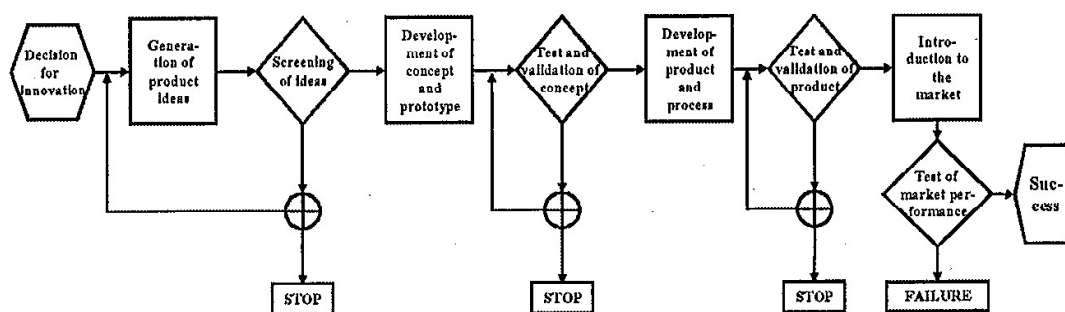 Decision
for
innovation
Genera-
tion of
product
ideas
Screening
of ideas
Develop-
ment of
concept
and
prototype
Test and
validation of
concept
Develop-
ment of
product
and
process
Test and
validation of
product
Intro-
duction to
the
market
Test of
market per-
formance
Suc-
cess
STOP
STOP
STOP
FAILURE